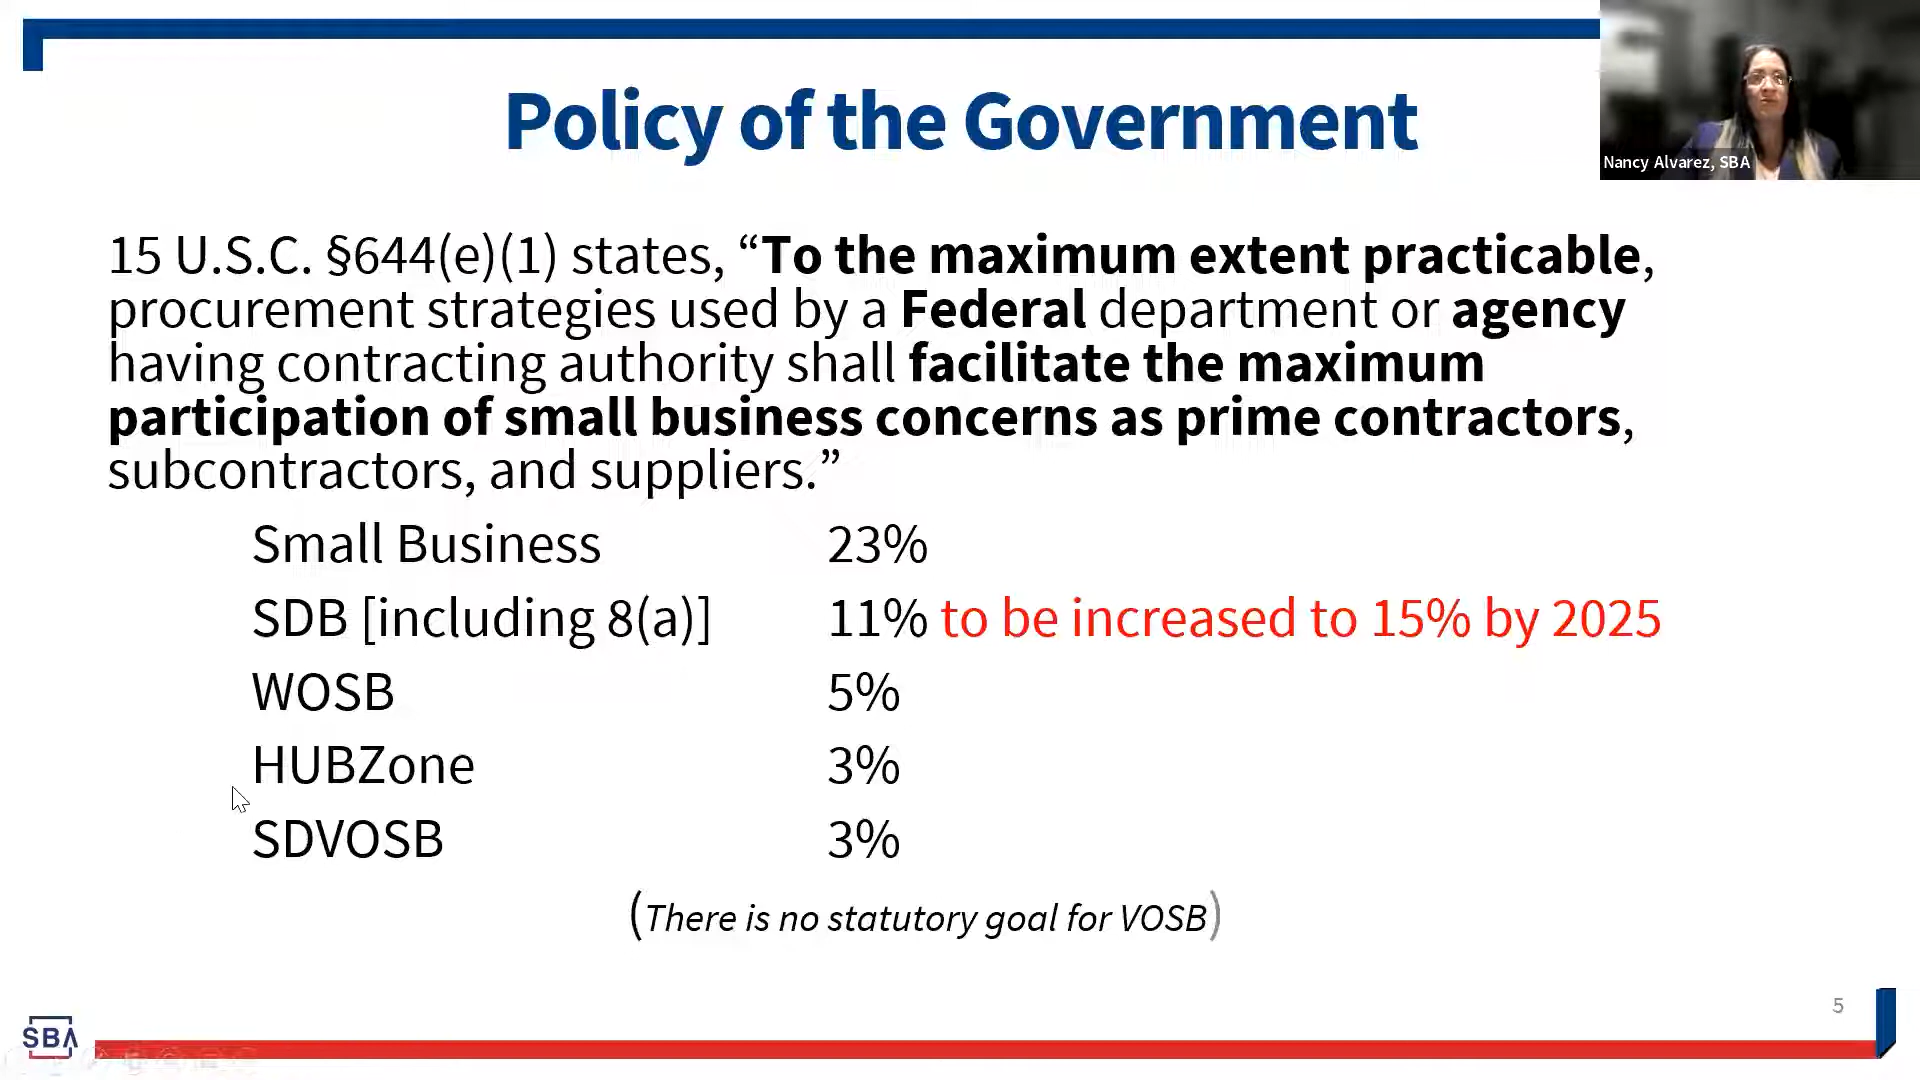 Policy of the Government
Nancy Alvarez, SBA
15 U.S.C. §644(e)(1) states, “To the maximum extent practicable,
procurement strategies used by a Federal department or agency
having contracting authority shall facilitate the maximum
participation of small business concerns as prime contractors,
subcontractors, and suppliers.”
Small Business 23%
SDB [including 8(a)] 11% to be increased to 15% by 2025
WOSB 5%
HUBZone 3%
SDVOSB 3%
(There is no statutory goal for VOSB)
5
SBA